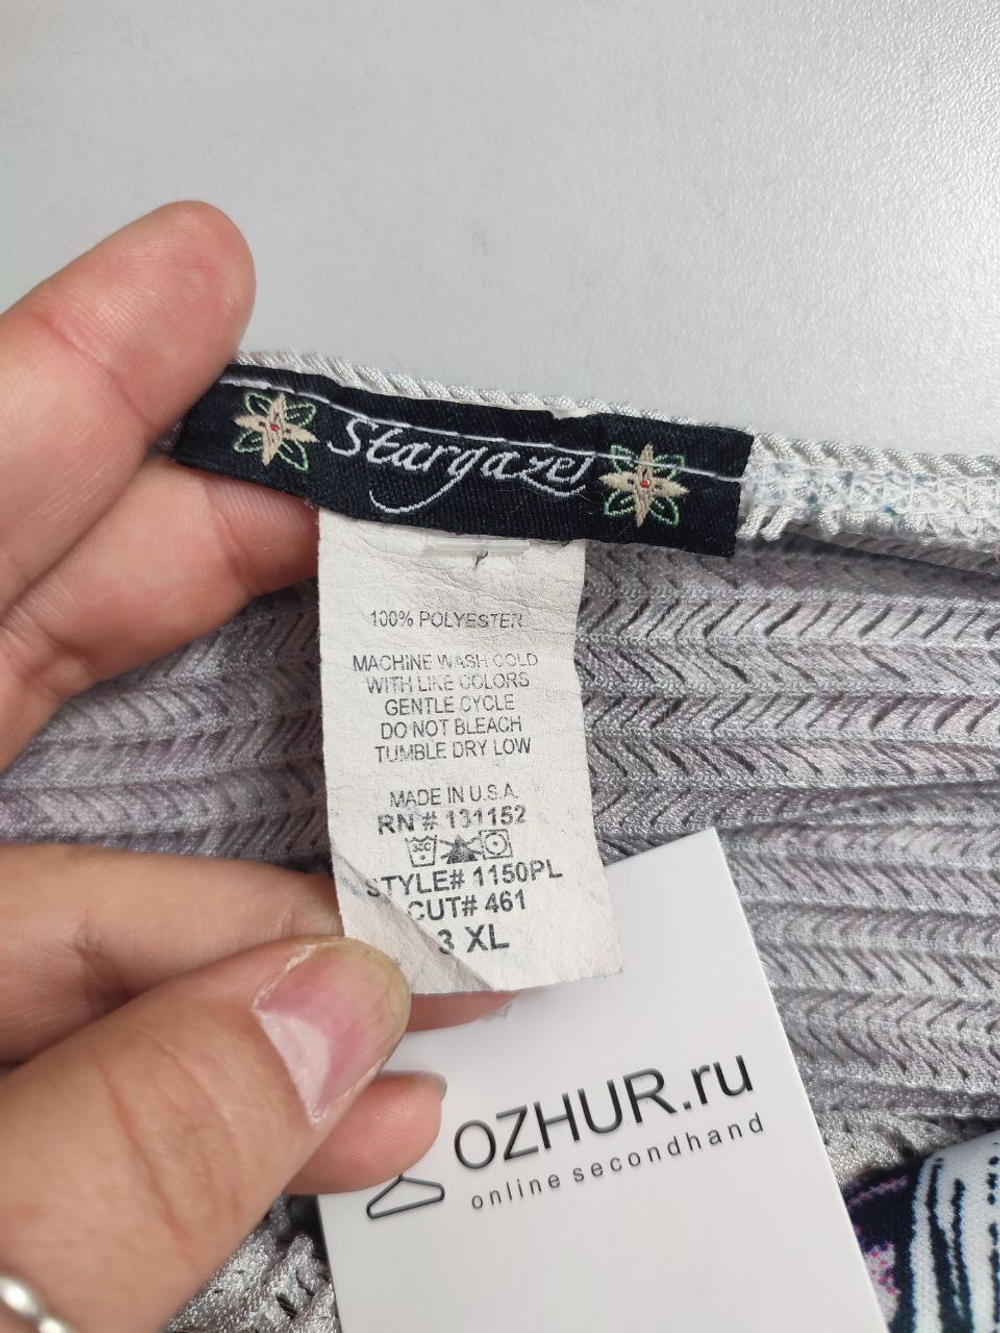 Stargazer
100% POLYESTER
MACHINE WASH COLD
WITH LIKE COLORS
GENTLE CYCLE
DO NOT BLEACH
TUMBLE DRY LOW
MADE IN U.S.A.
RN # 131152
30C
STYLE# 1150PL
CUT# 461
3 XL
OZHUR.ru
online secondhand